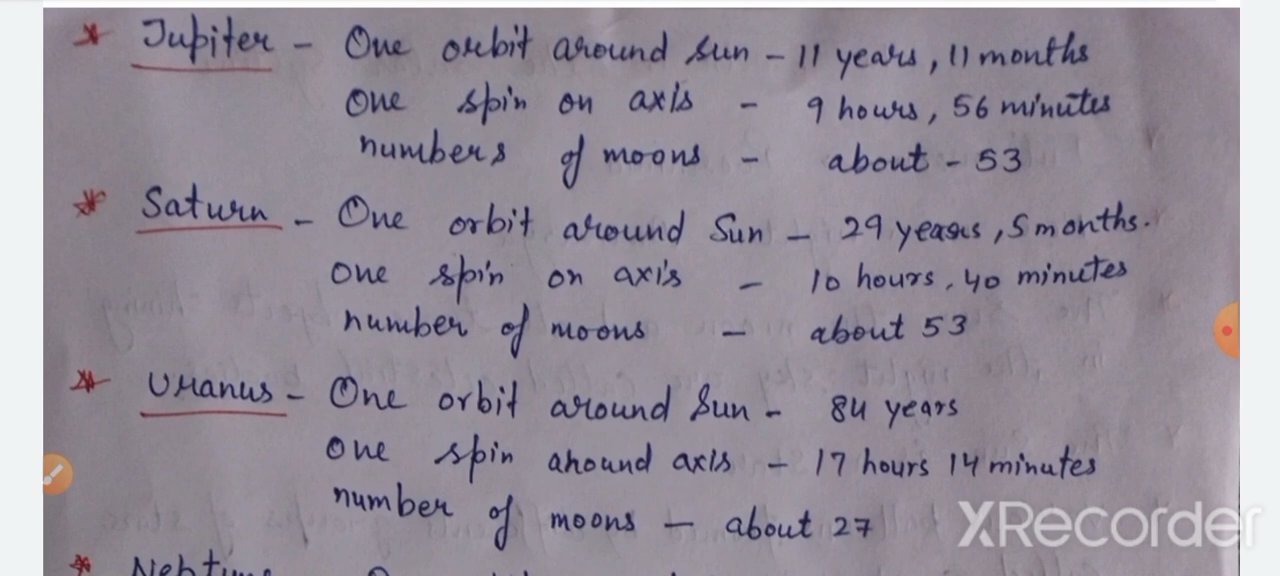 * Jupiter - One orbit around sun - 11 years, 11 months
One spin on axis - 9 hours, 56 minutes
numbers of moons - about - 53
* Saturn - One orbit around Sun - 29 years, 5 months.
One spin on axis - 10 hours, 40 minutes
number of moons - about 53
* Uranus - One orbit around Sun - 84 years
One spin ahound axis - 17 hours 14 minutes
number of moons - about 27
XRecorder